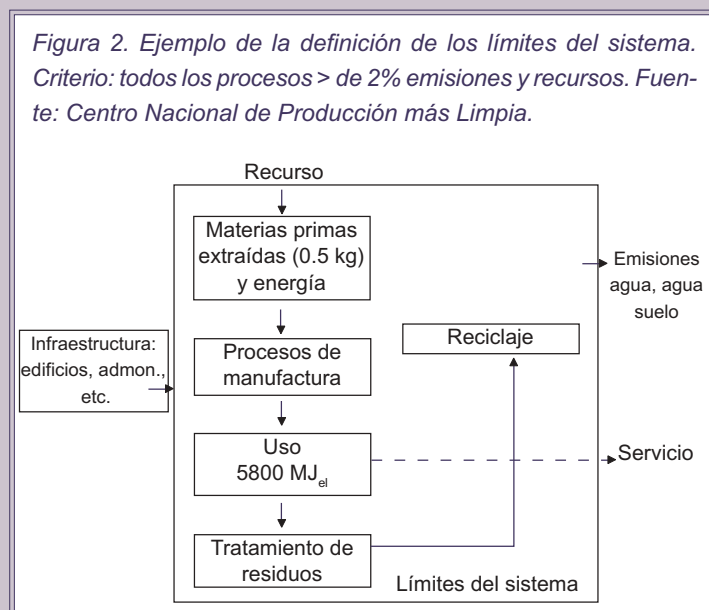 Figura 2. Ejemplo de la definición de los límites del sistema.
Criterio: todos los procesos > de 2% emisiones y recursos. Fuen-
te: Centro Nacional de Producción más Limpia.
Recurso
Materias primas
extraídas (0.5 kg)
y energía
Emisiones
agua, agua
suelo
Infraestructura:
edificios, admon.,
etc.
Procesos de
manufactura
Reciclaje
Uso
5800 MJel
Servicio
Tratamiento de
residuos
Límites del sistema